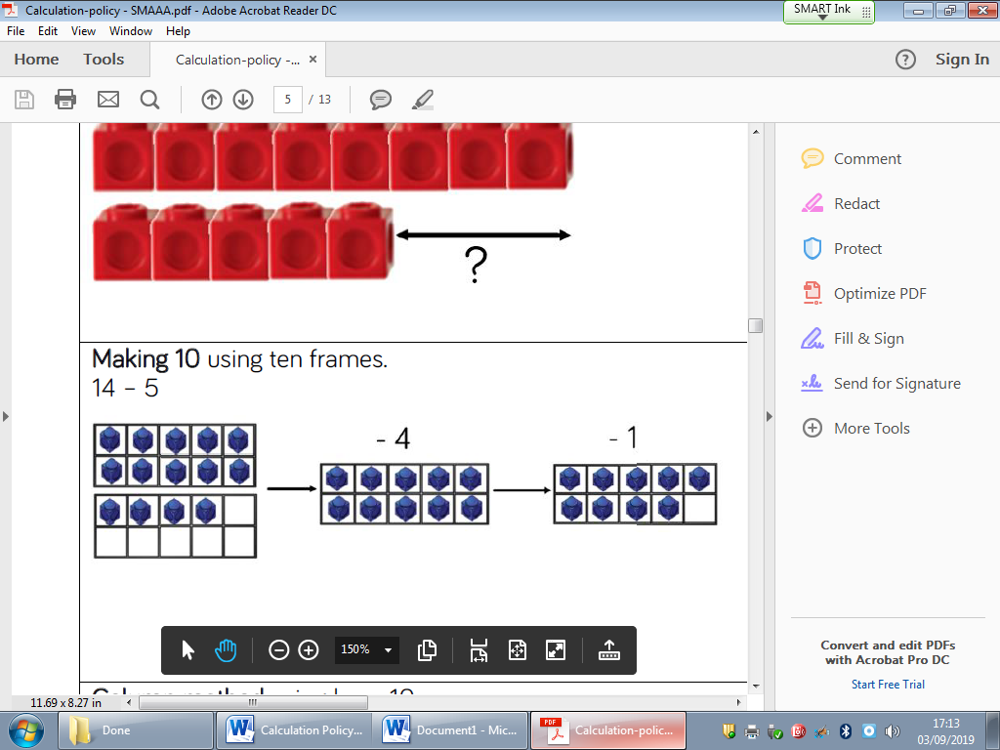 Calculation-policy - SMAAA.pdf - Adobe Acrobat Reader DC
SMART Ink
File Edit View Window Help
Home Tools Calculation-policy -... × Sign In
5 / 13
?
Making 10 using ten frames.
14 - 5
- 4
- 1
150%
11.69 x 8.27 in
Comment
Redact
Protect
Optimize PDF
Fill & Sign
Send for Signature
More Tools
Convert and edit PDFs
with Acrobat Pro DC
Start Free Trial
Done
Calculation Policy...
Document1 - Mic...
PDF
Calculation-polic...
17:13
03/09/2019